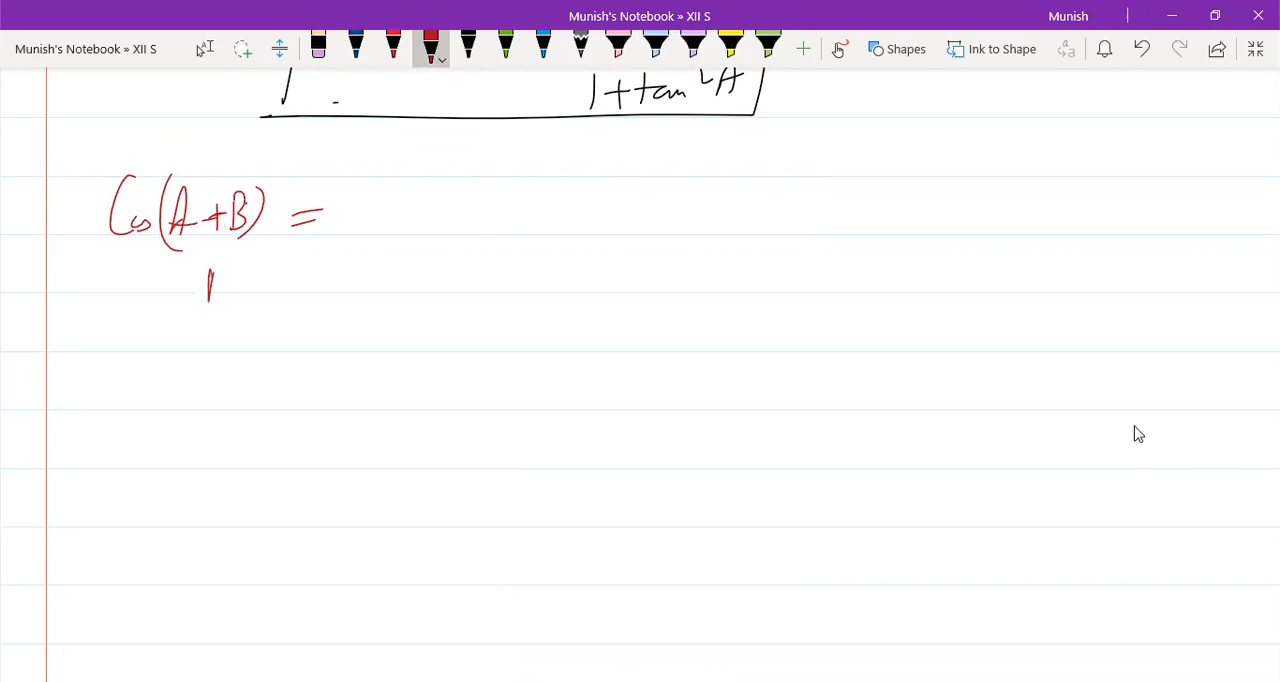 Munish's Notebook » XII S
Munish
Munish's Notebook » XII S
Shapes
Ink to Shape
1+tan²A
Cos(A+B) =